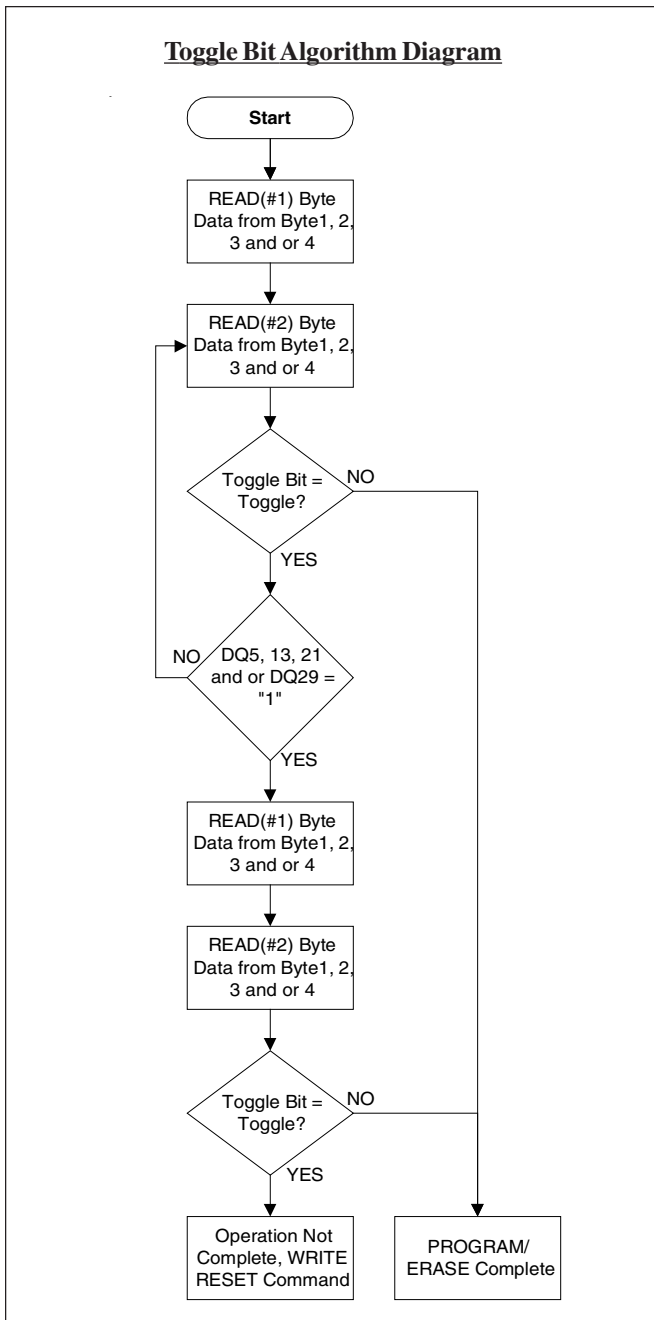 Toggle Bit Algorithm Diagram
Start
READ(#1) Byte
Data from Byte1, 2,
3 and or 4
READ(#2) Byte
Data from Byte1, 2,
3 and or 4
Toggle Bit =
Toggle?
NO
YES
NO
DQ5, 13, 21
and or DQ29 =
"1"
YES
READ(#1) Byte
Data from Byte1, 2,
3 and or 4
READ(#2) Byte
Data from Byte1, 2,
3 and or 4
Toggle Bit =
Toggle?
NO
YES
Operation Not
Complete, WRITE
RESET Command
PROGRAM/
ERASE Complete